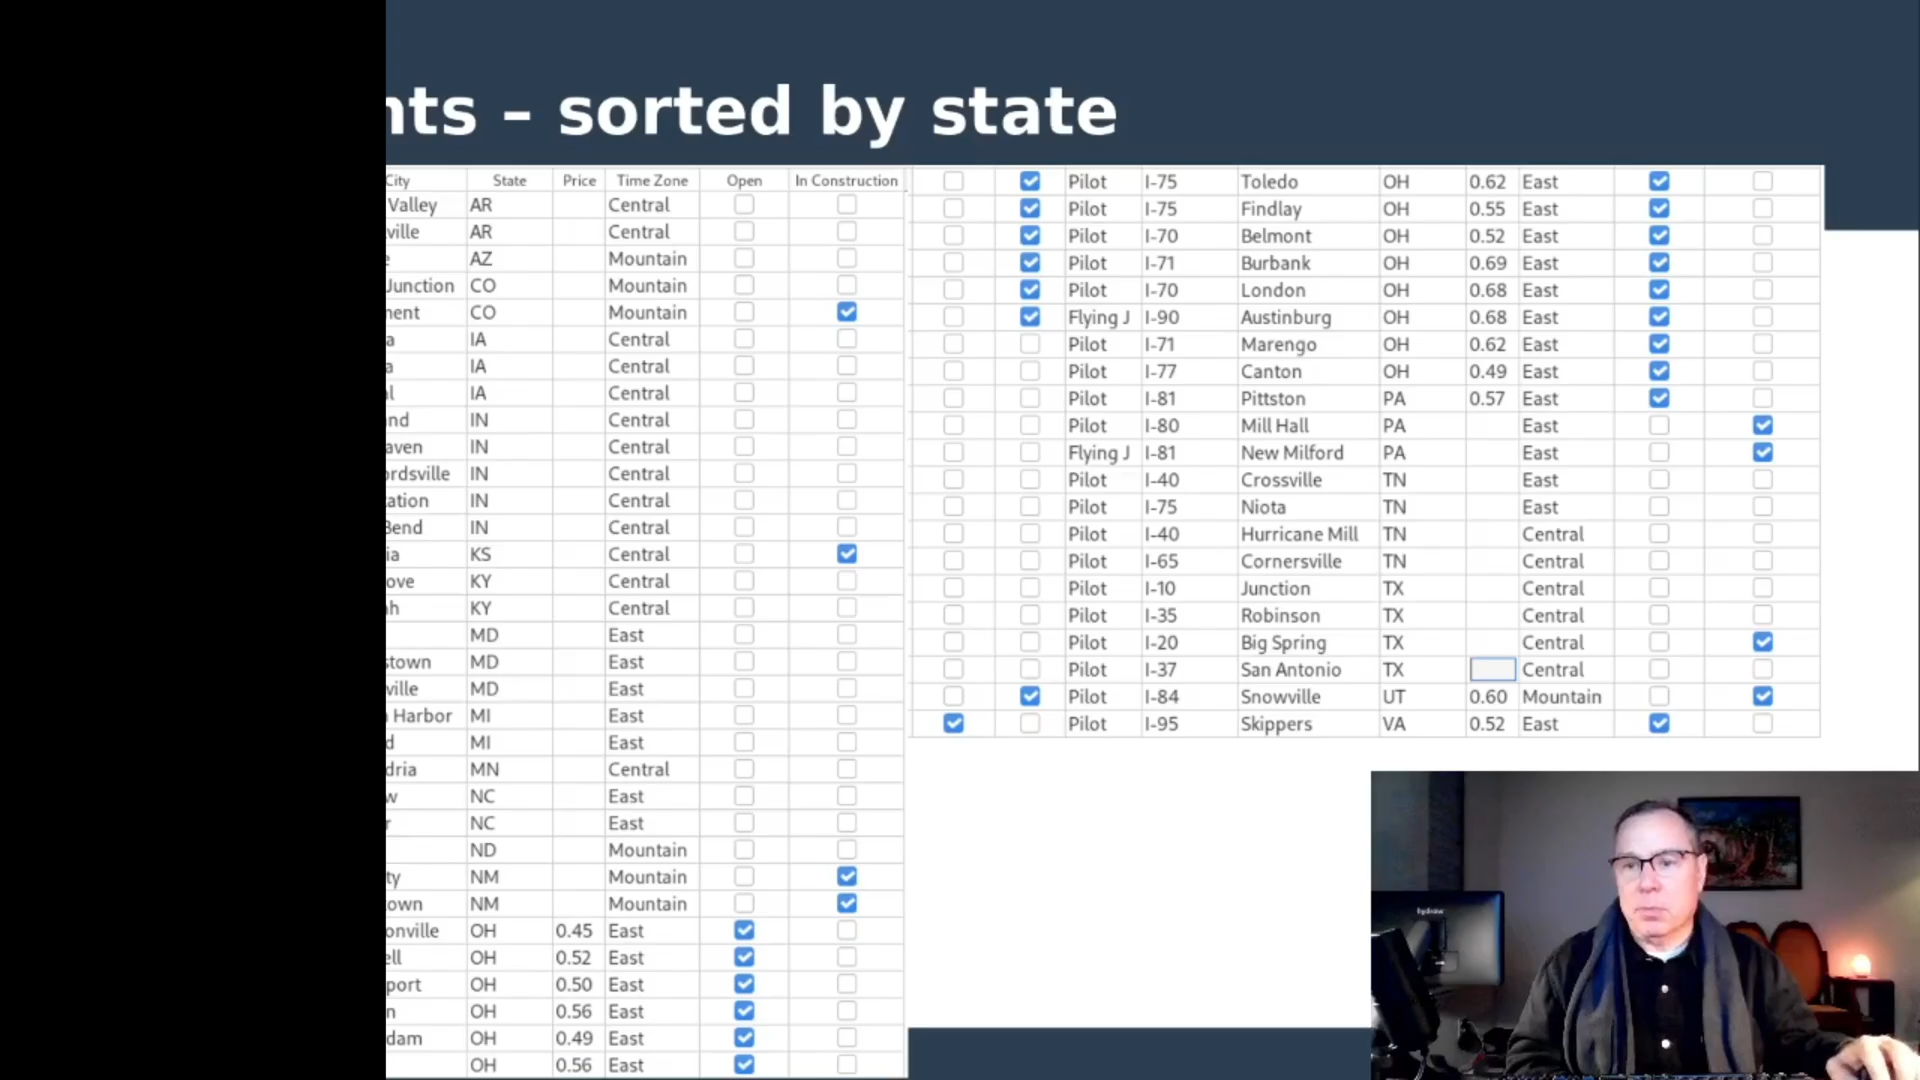 nts – sorted by state
City State Price Time Zone Open In Construction
Valley AR Central
ville AR Central
e AZ Mountain
Junction CO Mountain
ment CO Mountain
a IA Central
a IA Central
al IA Central
nd IN Central
aven IN Central
ordsville IN Central
tation IN Central
Bend IN Central
ia KS Central
ove KY Central
h KY Central
MD East
stown MD East
ville MD East
Harbor MI East
d MI East
dria MN Central
w NC East
r NC East
ND Mountain
ty NM Mountain
own NM Mountain
onville OH 0.45 East
ell OH 0.52 East
port OH 0.50 East
n OH 0.56 East
dam OH 0.49 East
OH 0.56 East
Pilot I-75 Toledo OH 0.62 East
Pilot I-75 Findlay OH 0.55 East
Pilot I-70 Belmont OH 0.52 East
Pilot I-71 Burbank OH 0.69 East
Pilot I-70 London OH 0.68 East
Flying J I-90 Austinburg OH 0.68 East
Pilot I-71 Marengo OH 0.62 East
Pilot I-77 Canton OH 0.49 East
Pilot I-81 Pittston PA 0.57 East
Pilot I-80 Mill Hall PA East
Flying J I-81 New Milford PA East
Pilot I-40 Crossville TN East
Pilot I-75 Niota TN East
Pilot I-40 Hurricane Mill TN Central
Pilot I-65 Cornersville TN Central
Pilot I-10 Junction TX Central
Pilot I-35 Robinson TX Central
Pilot I-20 Big Spring TX Central
Pilot I-37 San Antonio TX Central
Pilot I-84 Snowville UT 0.60 Mountain
Pilot I-95 Skippers VA 0.52 East